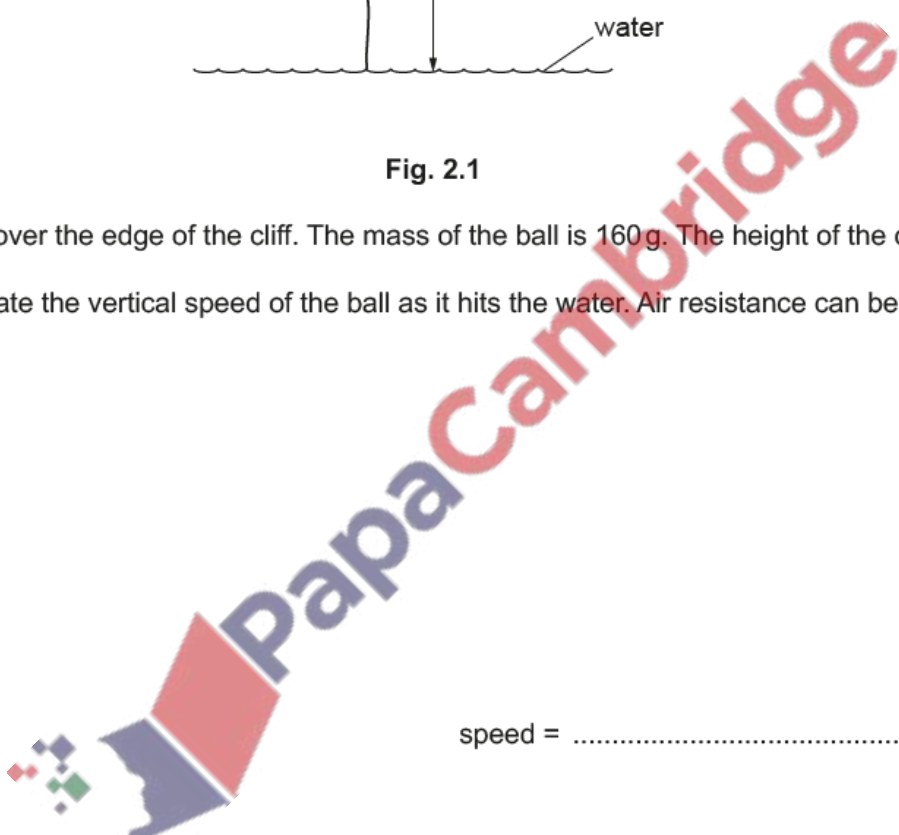 water
Fig. 2.1
over the edge of the cliff. The mass of the ball is 160 g. The height of the
ate the vertical speed of the ball as it hits the water. Air resistance can be
speed = ........................................
PapaCambridge